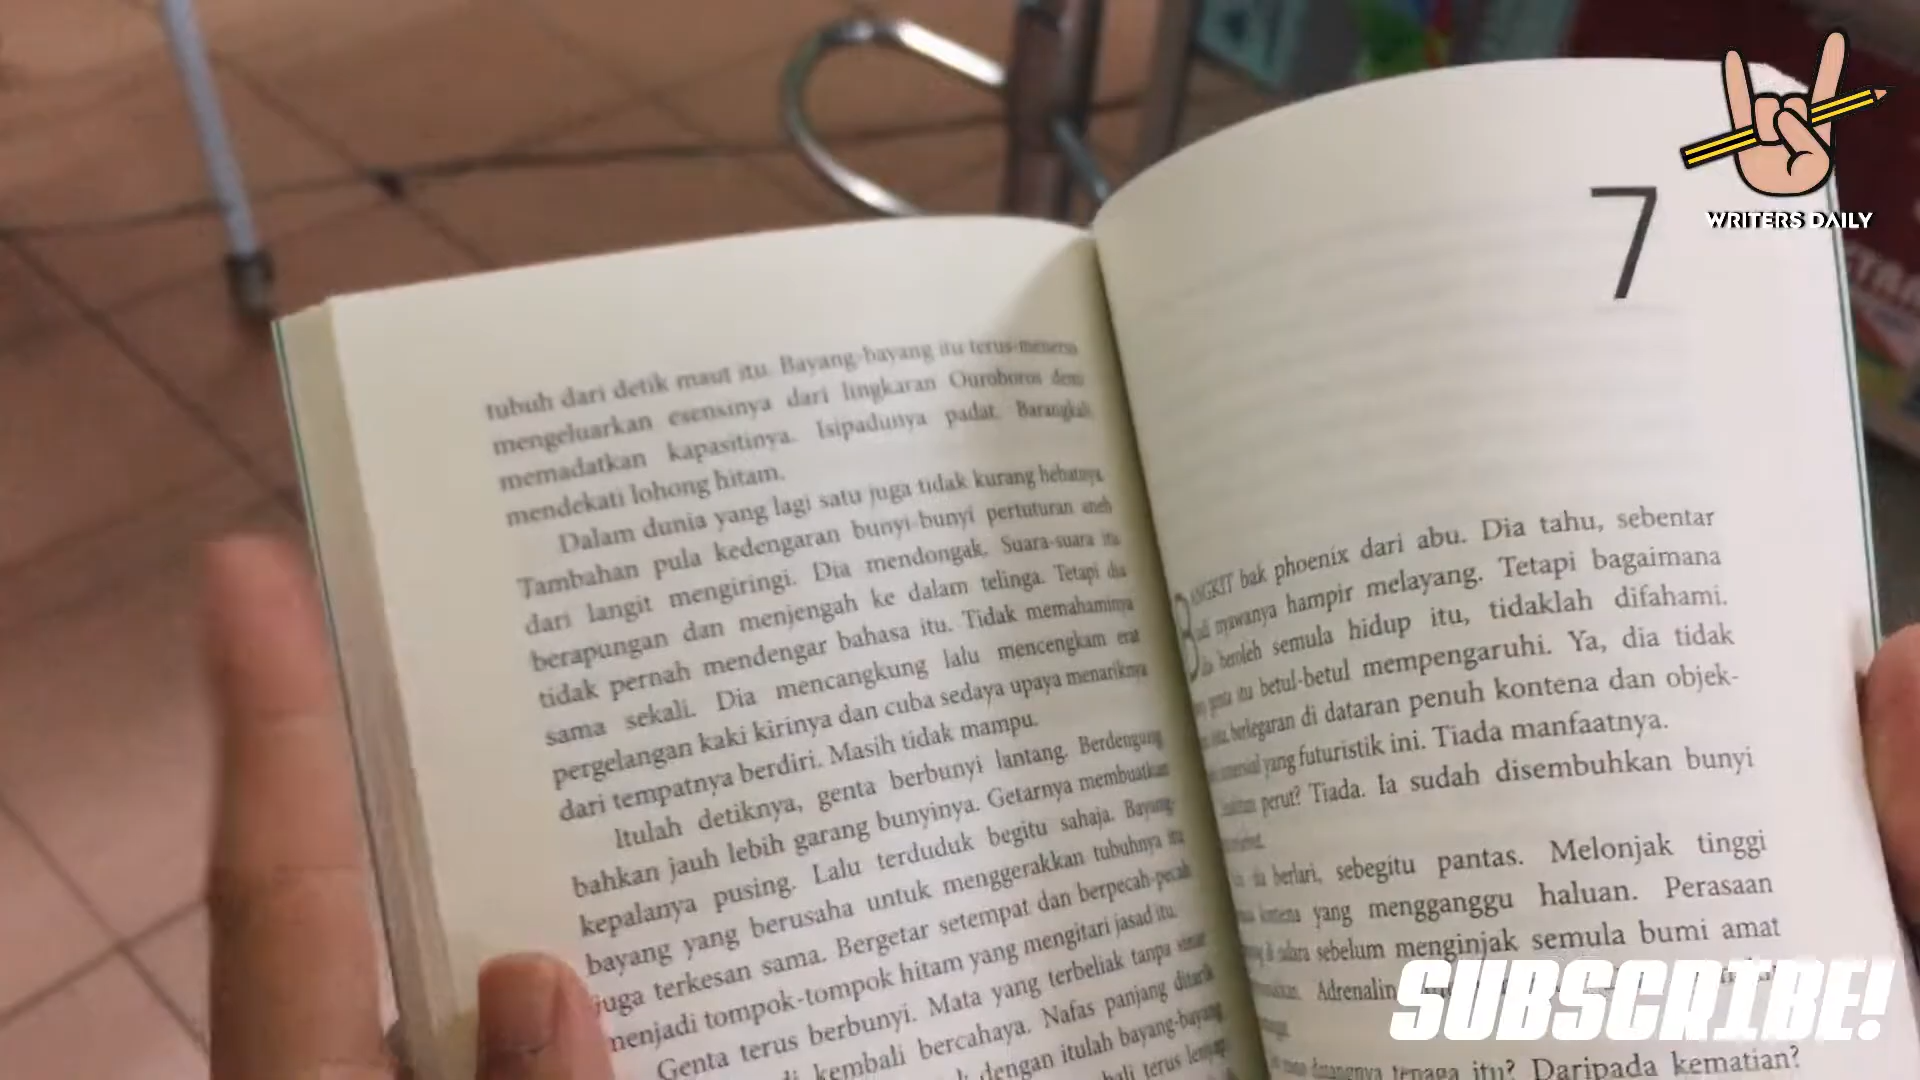 tubuh dari detik maut itu. Bayang-bayang itu terus-menerus
mengeluarkan esensinya dari lingkaran Ouroboros demi
memadatkan kapasitinya. Isipadunya padat. Barangkali
mendekati lohong hitam.
Dalam dunia yang lagi satu juga tidak kurang hebatnya.
Tambahan pula kedengaran bunyi-bunyi pertuturan aneh
dari langit mengiringi. Dia mendongak. Suara-suara itu
berapungan dan menjengah ke dalam telinga. Tetapi dia
tidak pernah mendengar bahasa itu. Tidak memahaminya
sama sekali. Dia mencangkung lalu mencengkam erat
pergelangan kaki kirinya dan cuba sedaya upaya menariknya
dari tempatnya berdiri. Masih tidak mampu.
Itulah detiknya, genta berbunyi lantang. Berdengung
bahkan jauh lebih garang bunyinya. Getarnya membuatkan
kepalanya pusing. Lalu terduduk begitu sahaja. Bayang-
bayang yang berusaha untuk menggerakkan tubuhnya itu
juga terkesan sama. Bergetar setempat dan berpecah-pecah
menjadi tompok-tompok hitam yang mengitari jasad itu.
Genta terus berbunyi. Mata yang terbeliak tanpa
kembali bercahaya. Nafas panjang ditarik
dengan itulah bayang-bayang
terus
7
BANGKIT bak phoenix dari abu. Dia tahu, sebentar
tadi nyawanya hampir melayang. Tetapi bagaimana
dia beroleh semula hidup itu, tidaklah difahami.
genta itu betul-betul mempengaruhi. Ya, dia tidak
berlegaran di dataran penuh kontena dan objek-
yang futuristik ini. Tiada manfaatnya.
perut? Tiada. Ia sudah disembuhkan bunyi
dia berlari, sebegitu pantas. Melonjak tinggi
kontena yang mengganggu haluan. Perasaan
di udara sebelum menginjak semula bumi amat
Adrenalin
datangnya tenaga itu? Daripada kematian?
WRITERS DAILY
SUBSCRIBE!